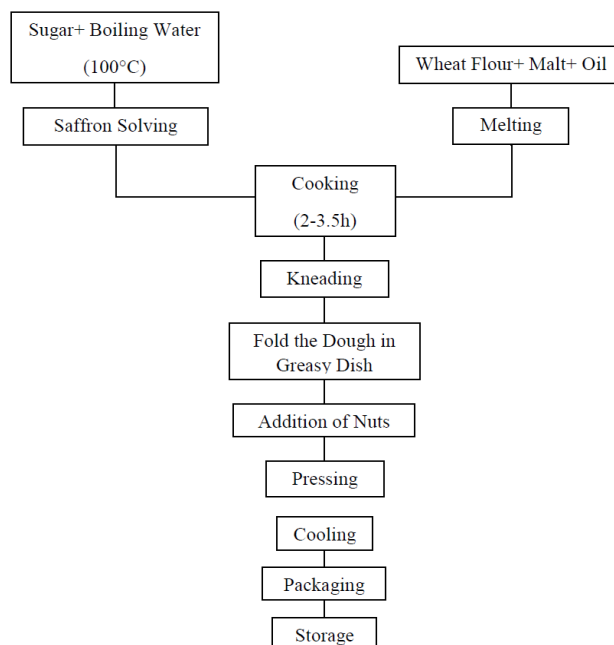 Sugar+ Boiling Water
(100°C)
Wheat Flour+ Malt+ Oil
Saffron Solving
Melting
Cooking
(2-3.5h)
Kneading
Fold the Dough in
Greasy Dish
Addition of Nuts
Pressing
Cooling
Packaging
Storage